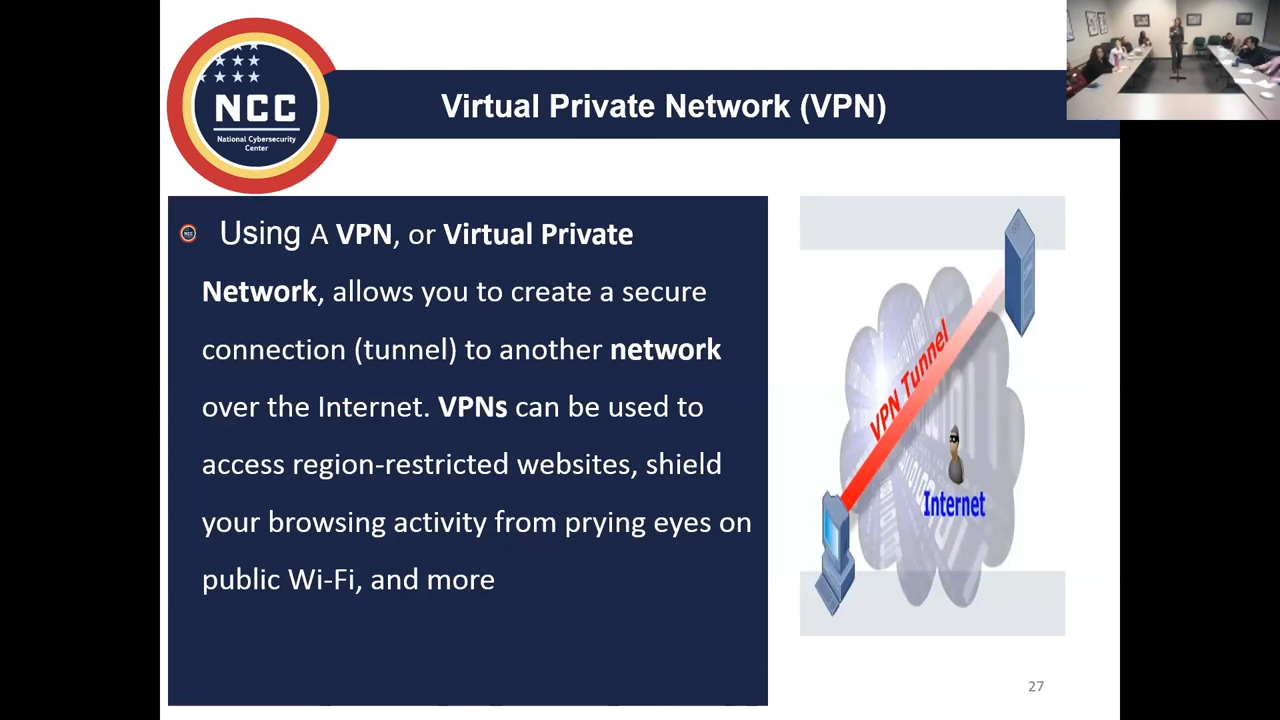 NCC
National Cybersecurity
Center
Virtual Private Network (VPN)
Using A VPN, or Virtual Private
Network, allows you to create a secure
connection (tunnel) to another network
over the Internet. VPNs can be used to
access region-restricted websites, shield
your browsing activity from prying eyes on
public Wi-Fi, and more
VPN Tunnel
Internet
27